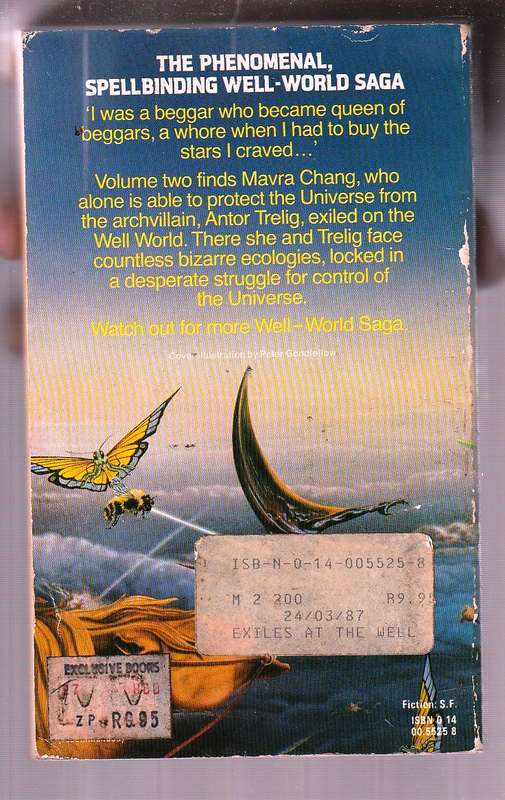 THE PHENOMENAL,
SPELLBINDING WELL-WORLD SAGA
'I was a beggar who became queen of
beggars, a whore when I had to buy the
stars I craved...'
Volume two finds Mavra Chang, who
alone is able to protect the Universe from
the archvillain, Antor Trelig, exiled on the
Well World. There she and Trelig face
countless bizarre ecologies, locked in
a desperate struggle for control of
the Universe.
Watch out for more Well-World Saga.
Cover illustration by Peter Goodfellow
ISB-N-0-14-005525-8
M 2 200 R9.95
24/03/87
EXILES AT THE WELL
EXCLUSIVE BOOKS
ZP R6.95
Fiction: S.F.
ISBN 0 14
00.5525 8